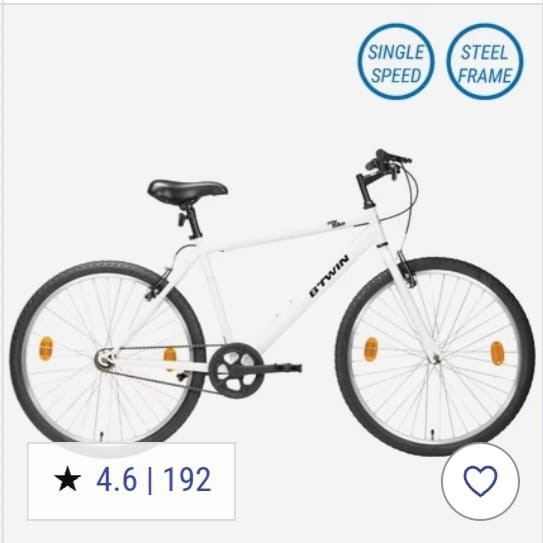 SINGLE
SPEED
STEEL
FRAME
B'TWIN
★ 4.6 | 192